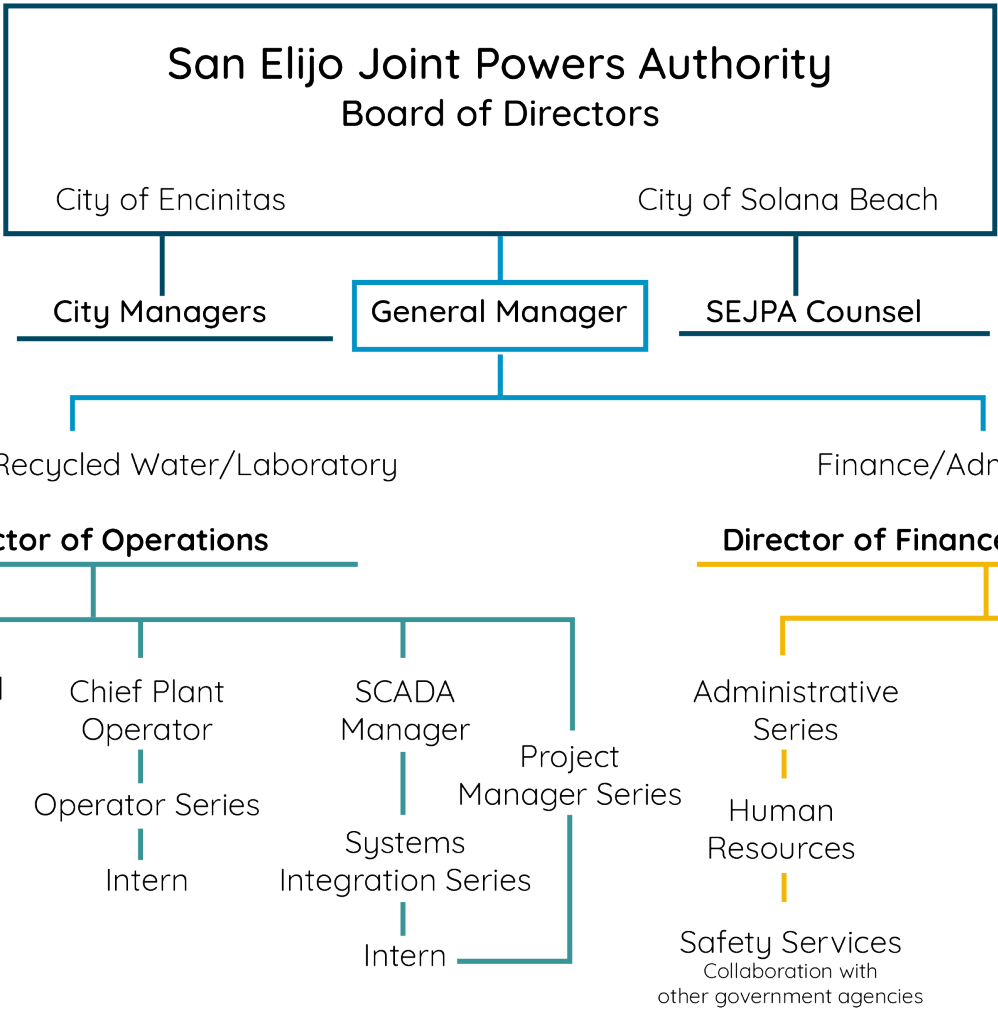 San Elijo Joint Powers Authority
Board of Directors
City of Encinitas
City of Solana Beach
City Managers
General Manager
SEJPA Counsel
Recycled Water/Laboratory
Finance/Adm
ctor of Operations
Director of Finance
Chief Plant
Operator
Operator Series
Intern
SCADA
Manager
Systems
Integration Series
Intern
Project
Manager Series
Administrative
Series
Human
Resources
Safety Services
Collaboration with
other government agencies